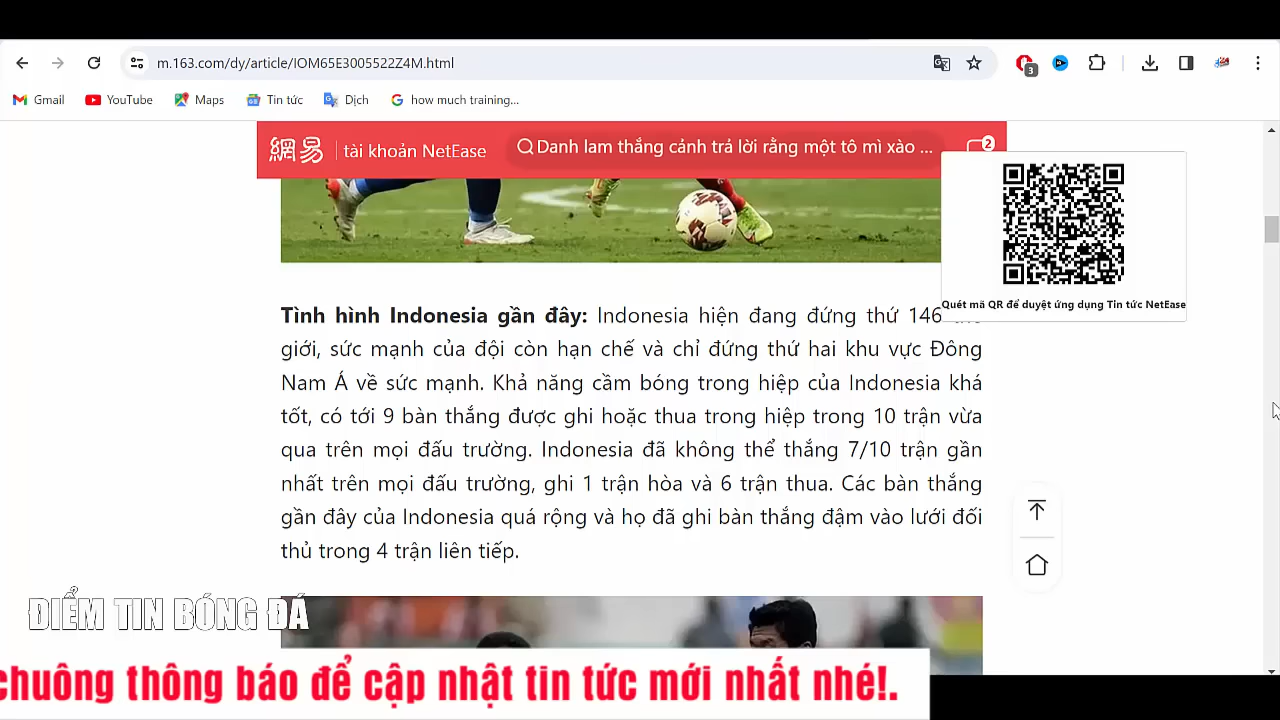 m.163.com/dy/article/IOM65E3005522Z4M.html
3
Gmail YouTube Maps Tin tức Dịch how much training...
網易 tài khoản NetEase Danh lam thắng cảnh trả lời rằng một tô mì xào ... 2
Quét mã QR để duyệt ứng dụng Tin tức NetEase
Tình hình Indonesia gần đây: Indonesia hiện đang đứng thứ 146
giới, sức mạnh của đội còn hạn chế và chỉ đứng thứ hai khu vực Đông
Nam Á về sức mạnh. Khả năng cầm bóng trong hiệp của Indonesia khá
tốt, có tới 9 bàn thắng được ghi hoặc thua trong hiệp trong 10 trận vừa
qua trên mọi đấu trường. Indonesia đã không thể thắng 7/10 trận gần
nhất trên mọi đấu trường, ghi 1 trận hòa và 6 trận thua. Các bàn thắng
gần đây của Indonesia quá rộng và họ đã ghi bàn thắng đậm vào lưới đối
thủ trong 4 trận liên tiếp.
ĐIỂM TIN BÓNG ĐÁ
chuông thông báo để cập nhật tin tức mới nhất nhé!.